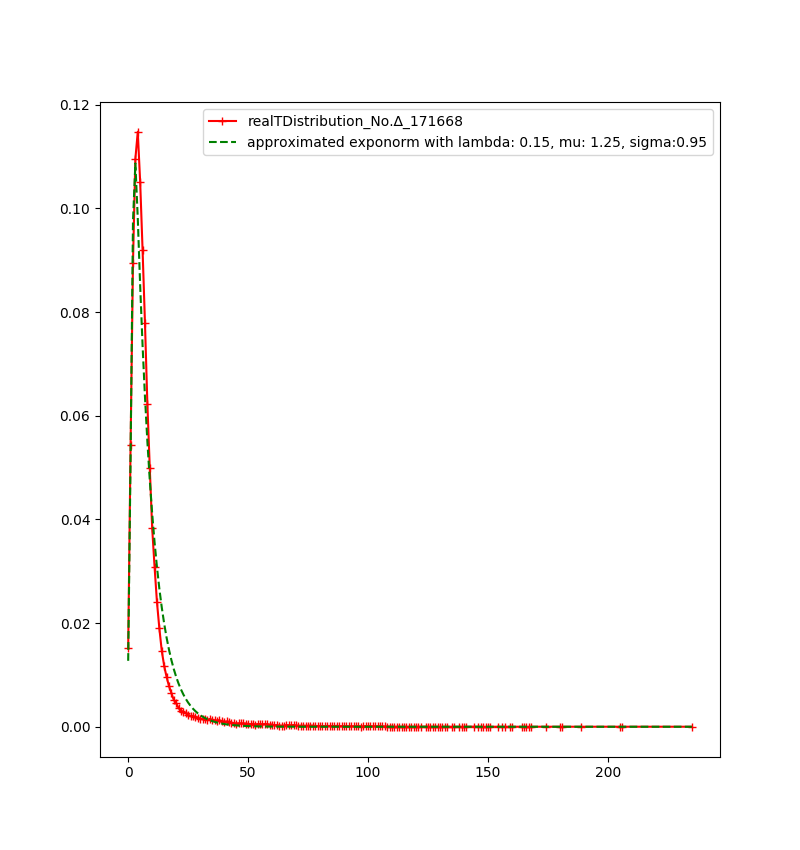 realTDistribution_No.Δ_171668
approximated exponorm with lambda: 0.15, mu: 1.25, sigma:0.95
0.12
0.10
0.08
0.06
0.04
0.02
0.00
0 50 100 150 200